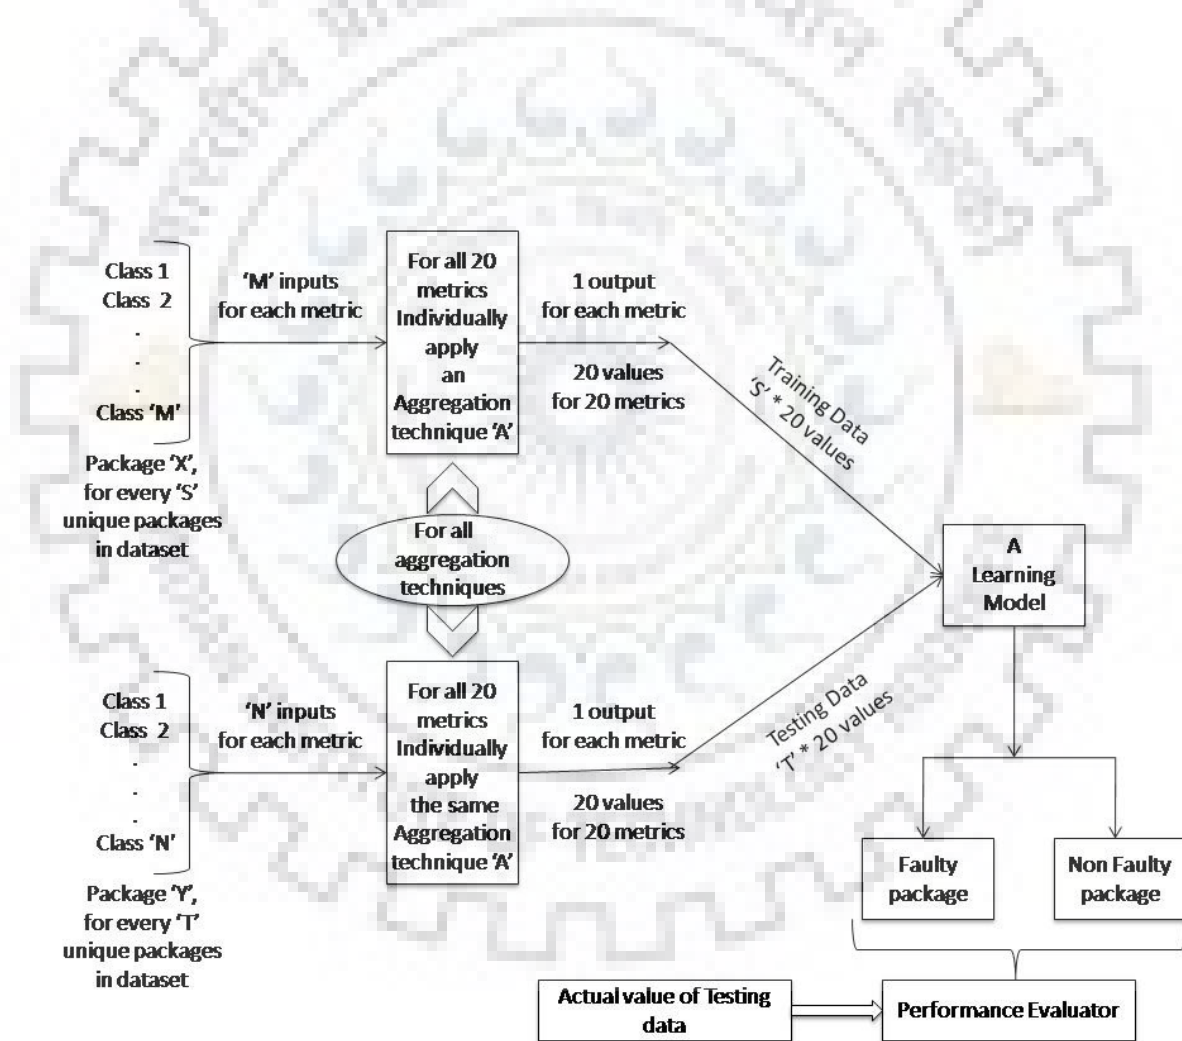 Class 1
Class 2
.
.
.
Class 'M'
Package 'X',
for every 'S'
unique packages
in dataset
'M' inputs
for each metric
For all 20
metrics
Individually
apply
an
Aggregation
technique 'A'
1 output
for each metric
20 values
for 20 metrics
Training Data
'S' * 20 values
For all
aggregation
techniques
A
Learning
Model
Class 1
Class 2
.
.
.
Class 'N'
Package 'Y',
for every 'T'
unique packages
in dataset
'N' inputs
for each metric
For all 20
metrics
Individually
apply
the same
Aggregation
technique 'A'
1 output
for each metric
20 values
for 20 metrics
Testing Data
'T' * 20 values
Faulty
package
Non Faulty
package
Actual value of Testing
data
Performance Evaluator